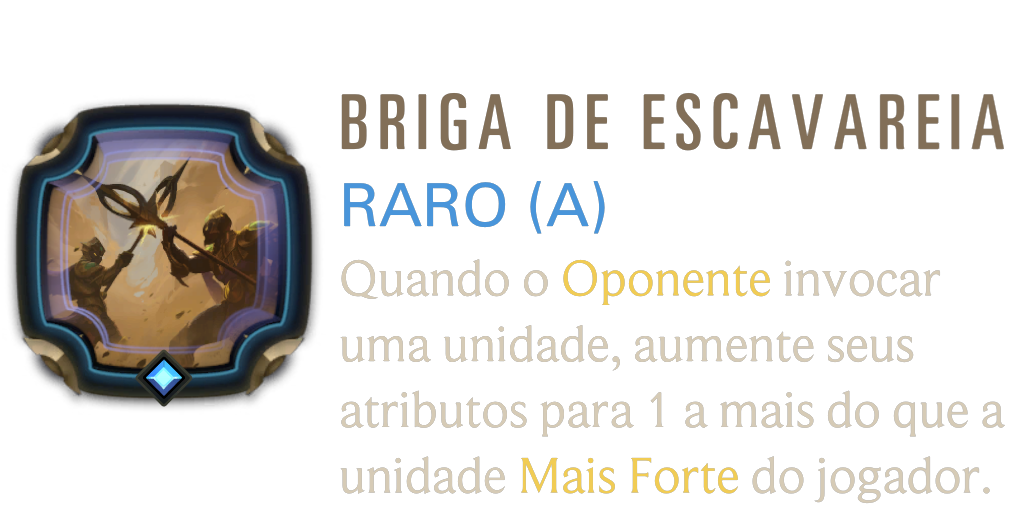 BRIGA DE ESCAVAREIA
RARO (A)
Quando o Oponente invocar
uma unidade, aumente seus
atributos para 1 a mais do que a
unidade Mais Forte do jogador.